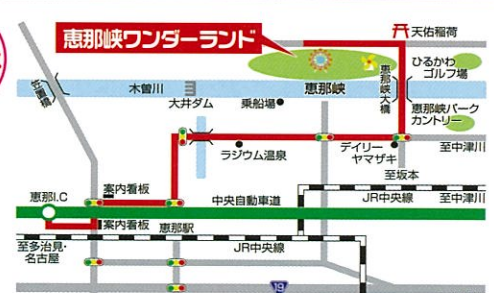 恵那峡ワンダーランド
天佑稲荷
ひるかわ
ゴルフ場
笠置橋
木曽川
大井ダム
乗船場
恵那峡
恵那峡大橋
恵那峡パーク
カントリー
ラジウム温泉
デイリー
ヤマザキ
至中津川
至坂本
恵那I.C
案内看板
中央自動車道
JR中央線
至中津川
案内看板
恵那駅
至多治見・
名古屋
JR中央線
19